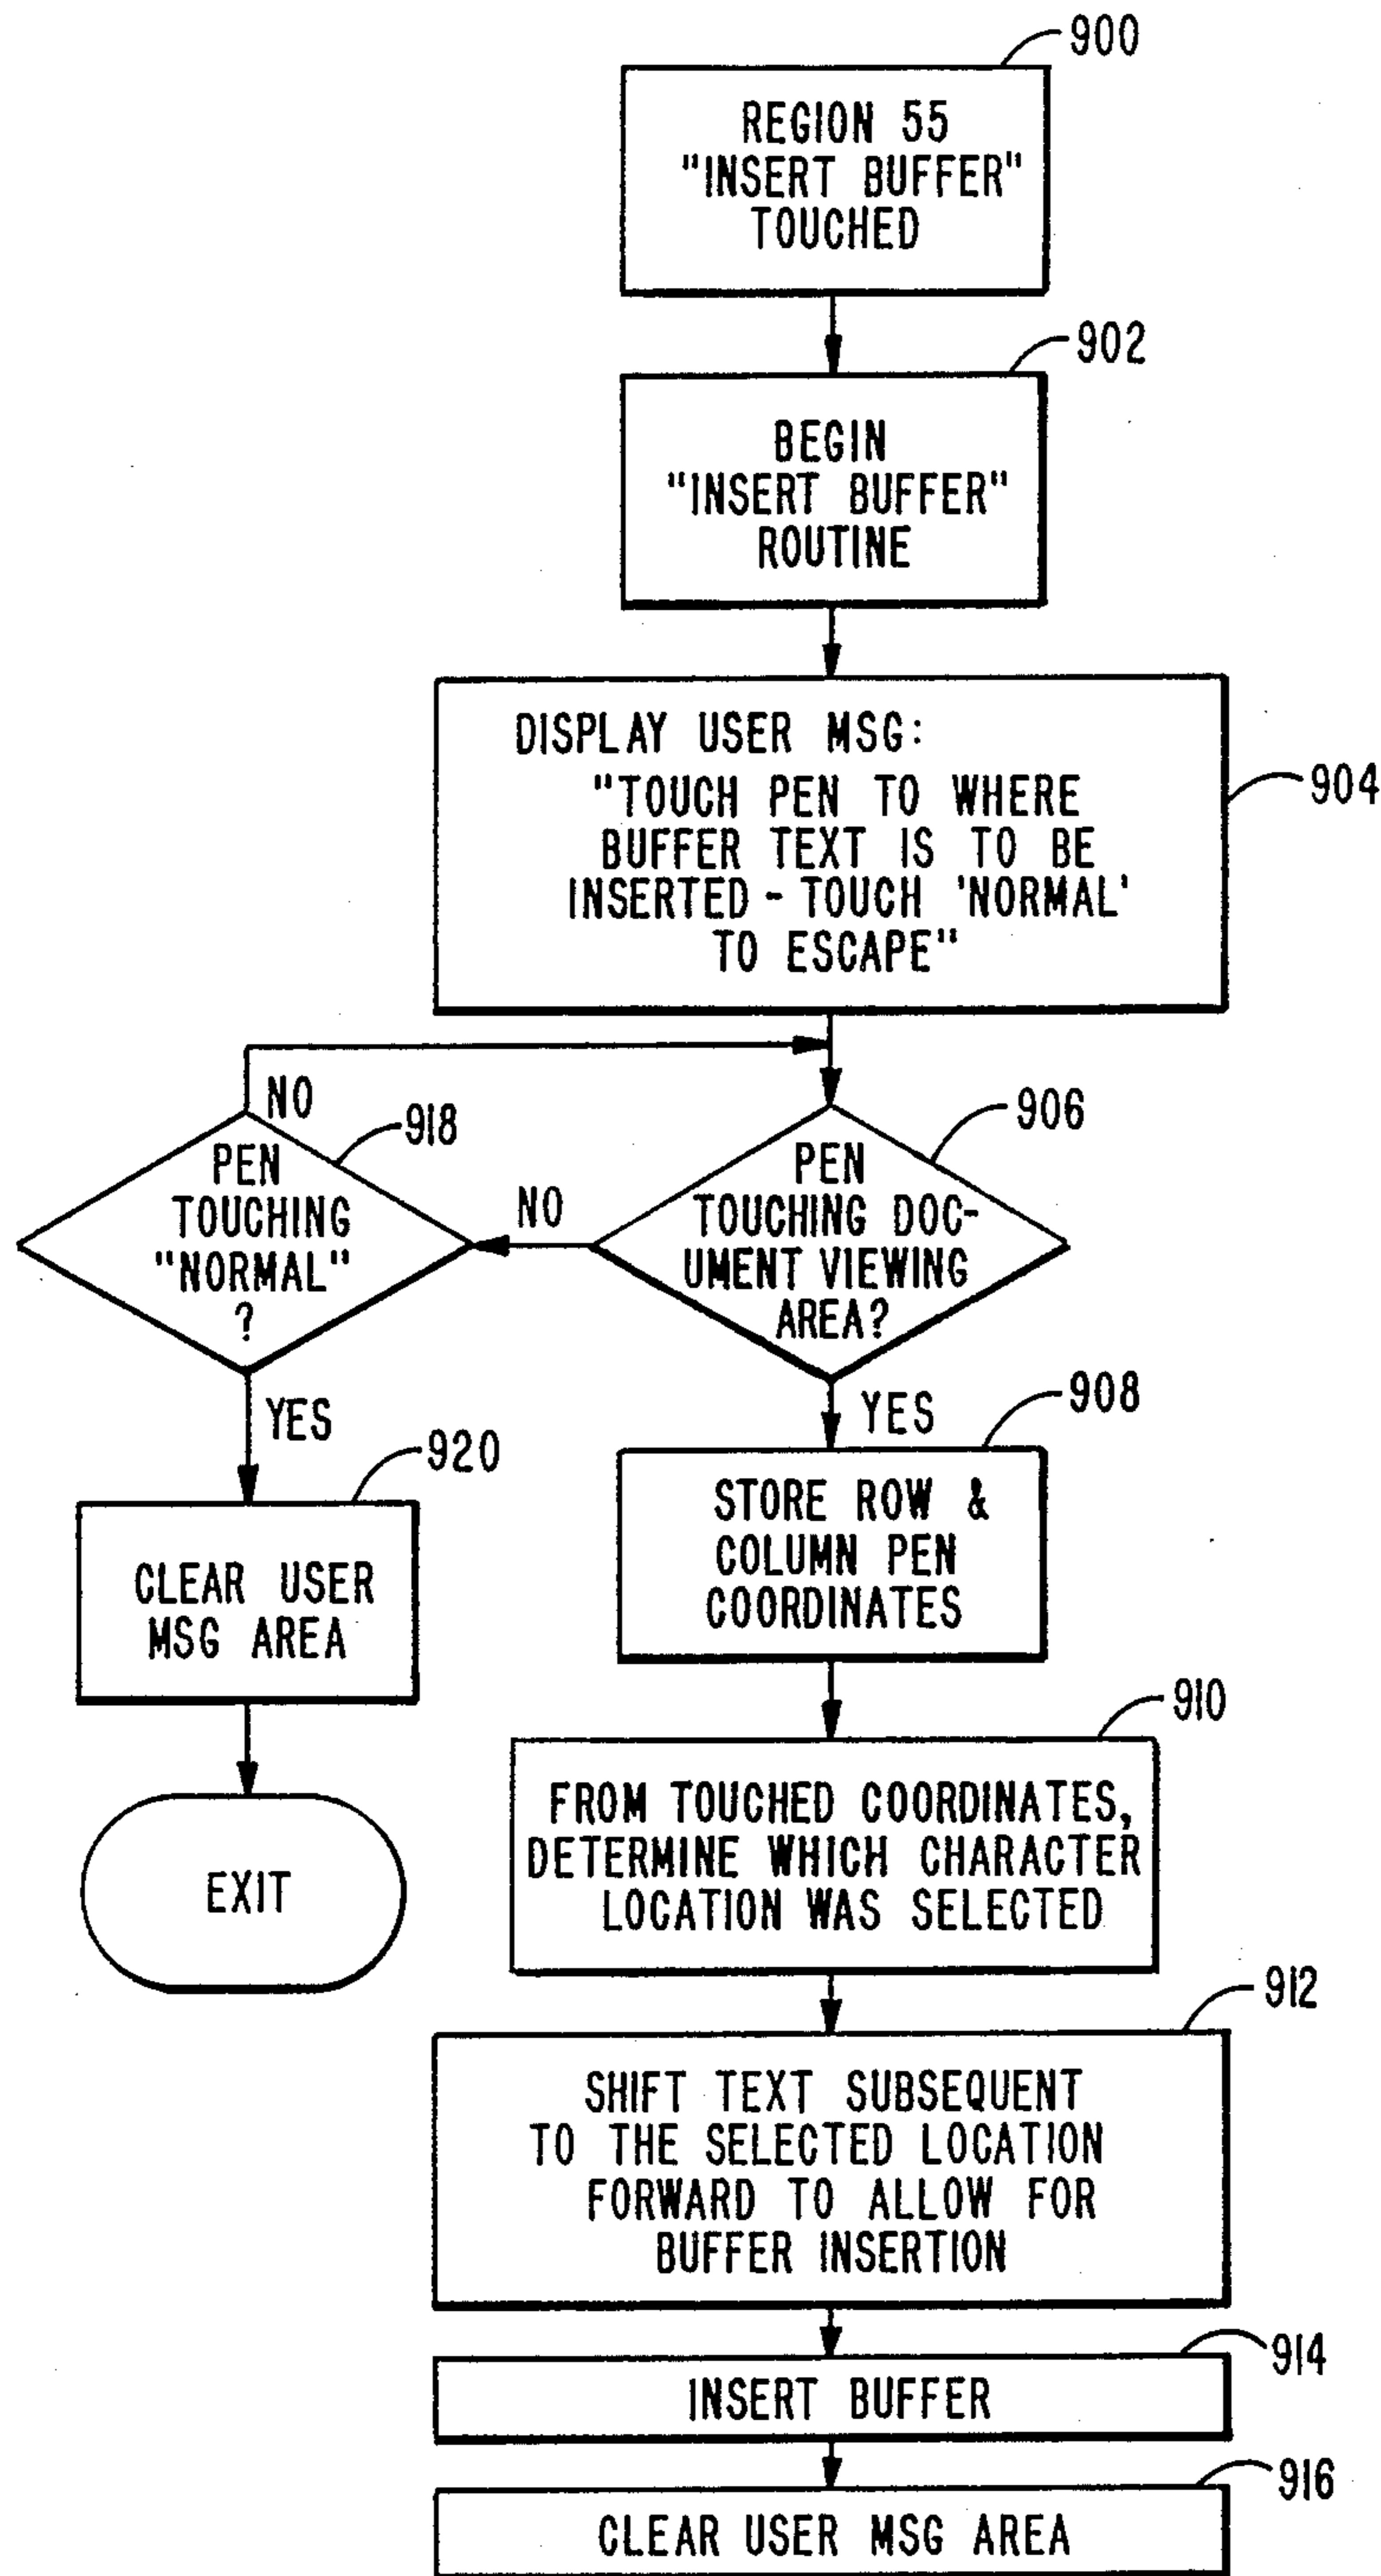 900
REGION 55
"INSERT BUFFER"
TOUCHED
902
BEGIN
"INSERT BUFFER"
ROUTINE
904
DISPLAY USER MSG:
"TOUCH PEN TO WHERE
BUFFER TEXT IS TO BE
INSERTED - TOUCH 'NORMAL'
TO ESCAPE"
906
PEN
TOUCHING DOC-
UMENT VIEWING
AREA?
NO
918
PEN
TOUCHING
"NORMAL"
?
NO
YES
920
CLEAR USER
MSG AREA
EXIT
YES
908
STORE ROW &
COLUMN PEN
COORDINATES
910
FROM TOUCHED COORDINATES,
DETERMINE WHICH CHARACTER
LOCATION WAS SELECTED
912
SHIFT TEXT SUBSEQUENT
TO THE SELECTED LOCATION
FORWARD TO ALLOW FOR
BUFFER INSERTION
914
INSERT BUFFER
916
CLEAR USER MSG AREA